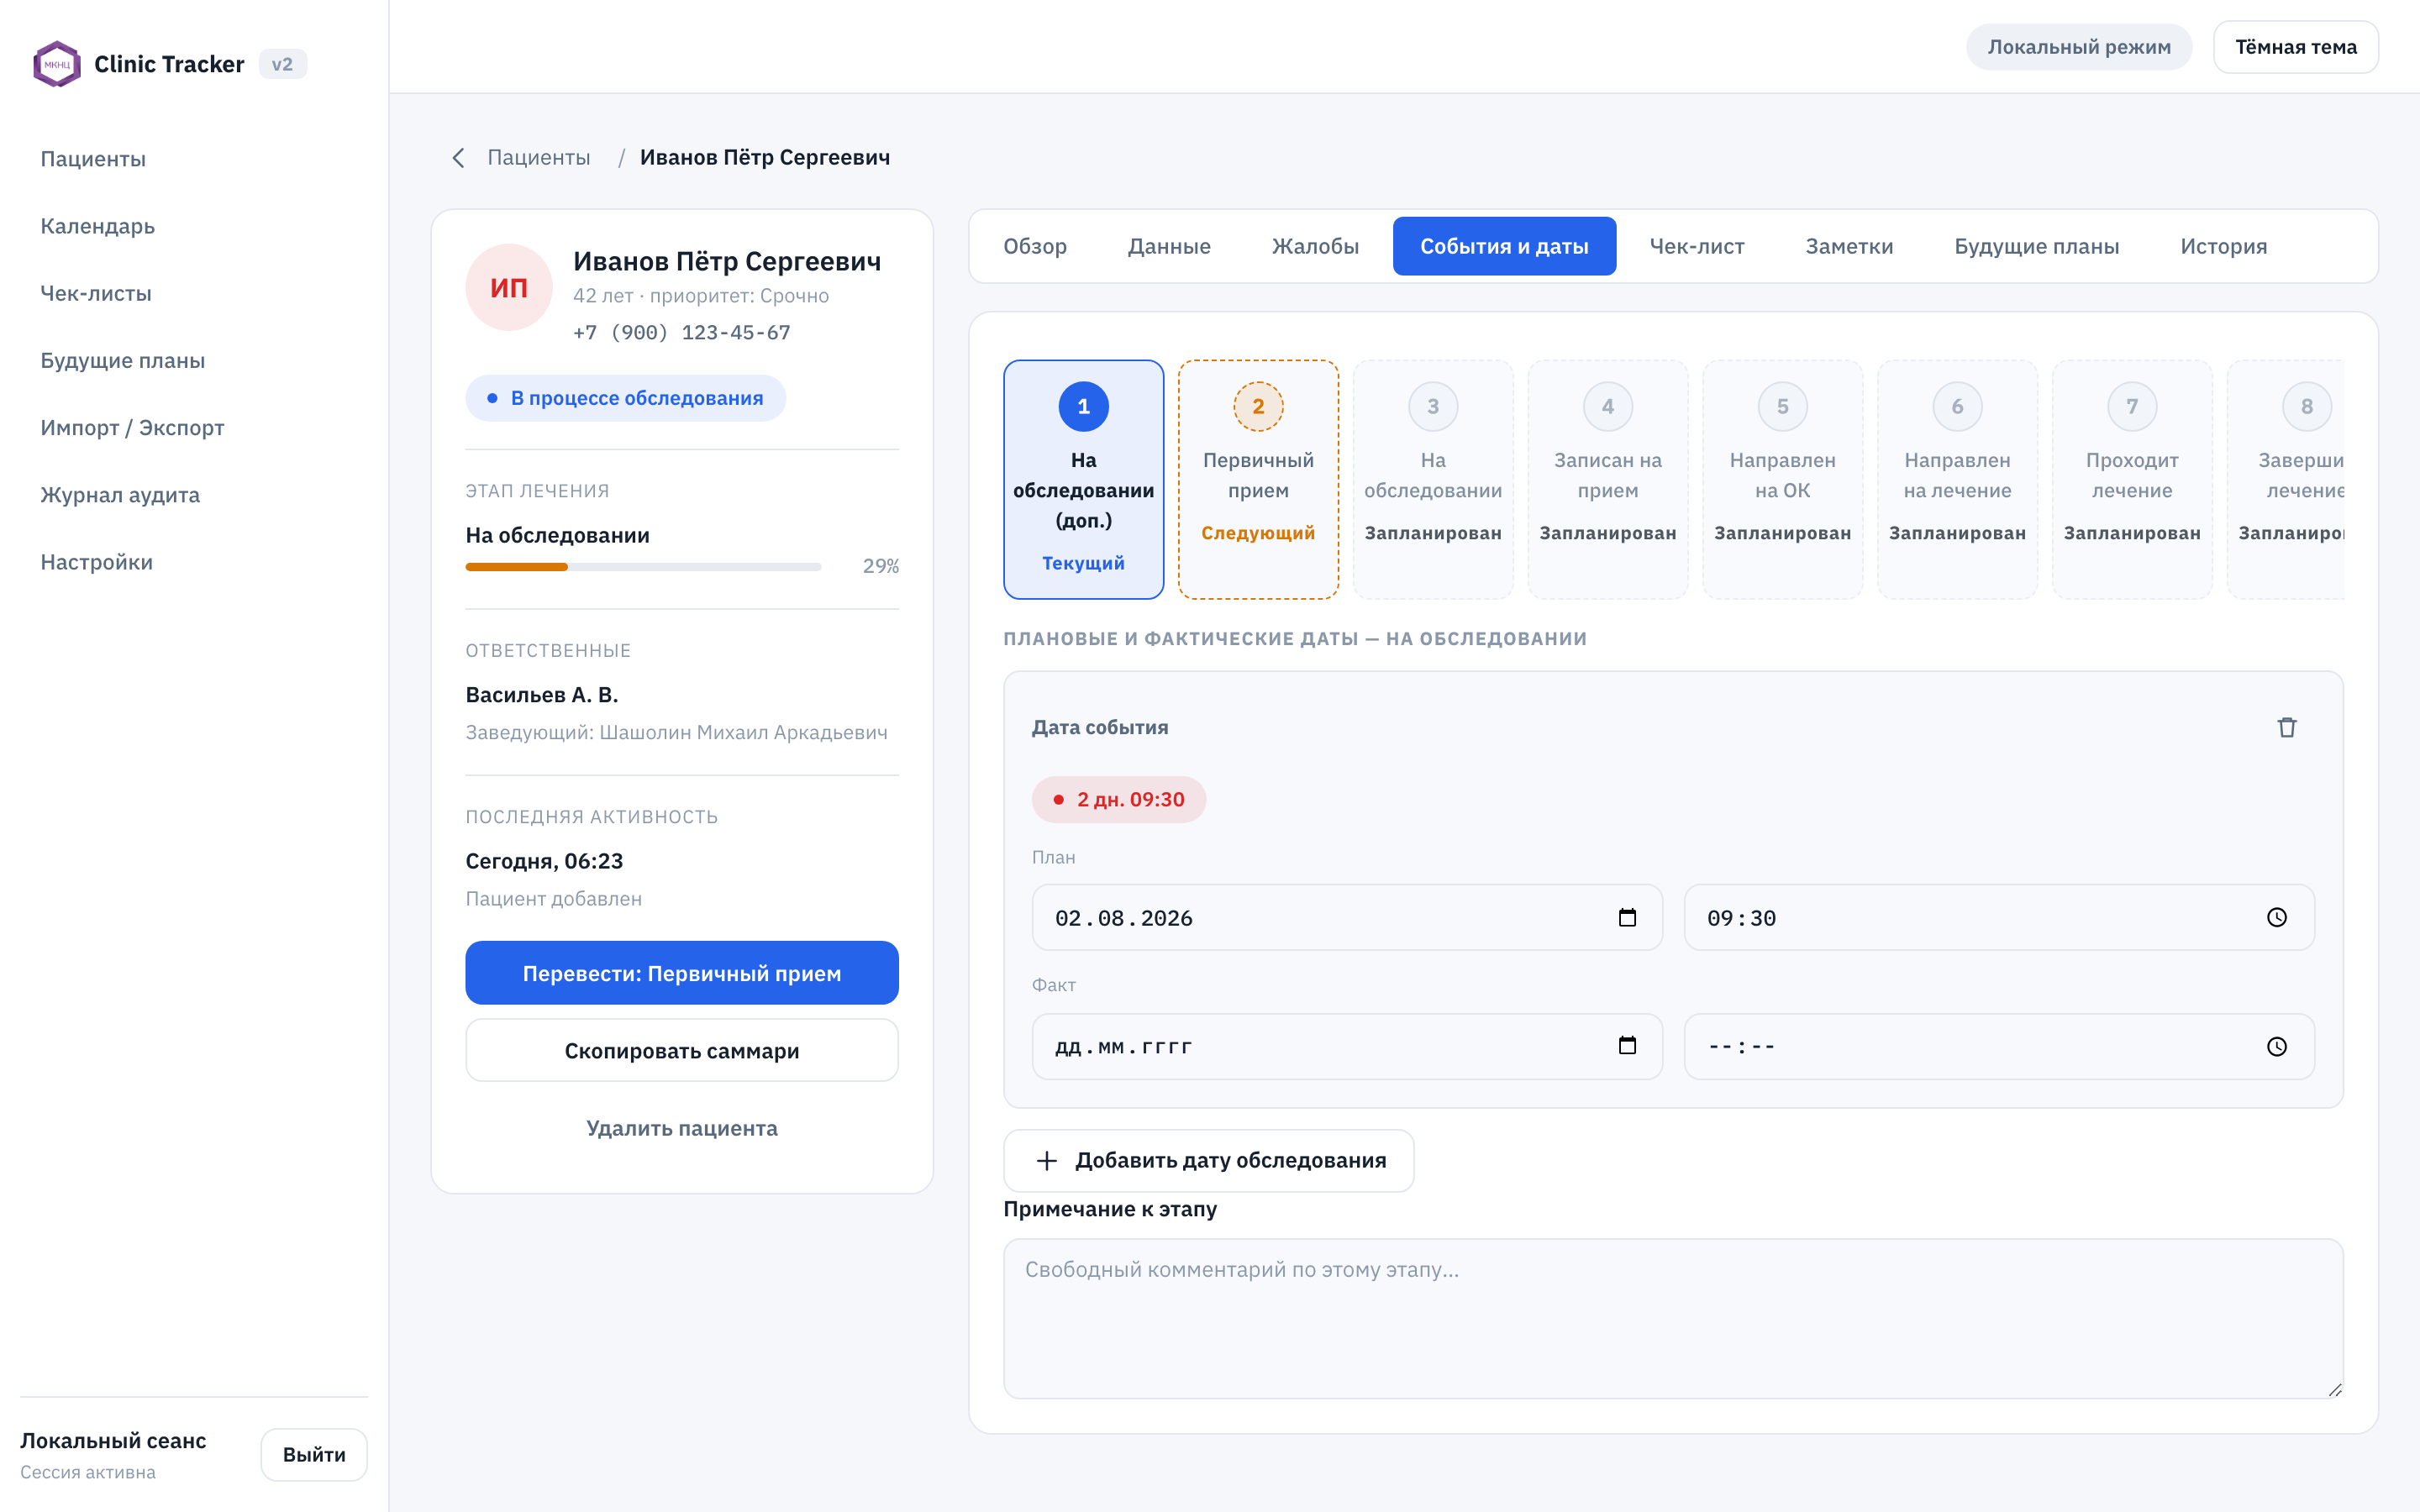 МКНЦ
Clinic Tracker
v2
Пациенты
Календарь
Чек-листы
Будущие планы
Импорт / Экспорт
Журнал аудита
Настройки
Локальный сеанс
Сессия активна
Выйти
Локальный режим
Тёмная тема
Пациенты / Иванов Пётр Сергеевич
ИП
Иванов Пётр Сергеевич
42 лет · приоритет: Срочно
+7 (900) 123-45-67
В процессе обследования
ЭТАП ЛЕЧЕНИЯ
На обследовании
29%
ОТВЕТСТВЕННЫЕ
Васильев А. В.
Заведующий: Шашолин Михаил Аркадьевич
ПОСЛЕДНЯЯ АКТИВНОСТЬ
Сегодня, 06:23
Пациент добавлен
Перевести: Первичный прием
Скопировать саммари
Удалить пациента
Обзор
Данные
Жалобы
События и даты
Чек-лист
Заметки
Будущие планы
История
1
На
обследовании
(доп.)
Текущий
2
Первичный
прием
Следующий
3
На
обследовании
Запланирован
4
Записан на
прием
Запланирован
5
Направлен
на ОК
Запланирован
6
Направлен
на лечение
Запланирован
7
Проходит
лечение
Запланирован
8
Заверши
лечение
Запланиро
ПЛАНОВЫЕ И ФАКТИЧЕСКИЕ ДАТЫ — НА ОБСЛЕДОВАНИИ
Дата события
2 дн. 09:30
План
02.08.2026
09:30
Факт
дд.мм.гггг
--:--
Добавить дату обследования
Примечание к этапу
Свободный комментарий по этому этапу...